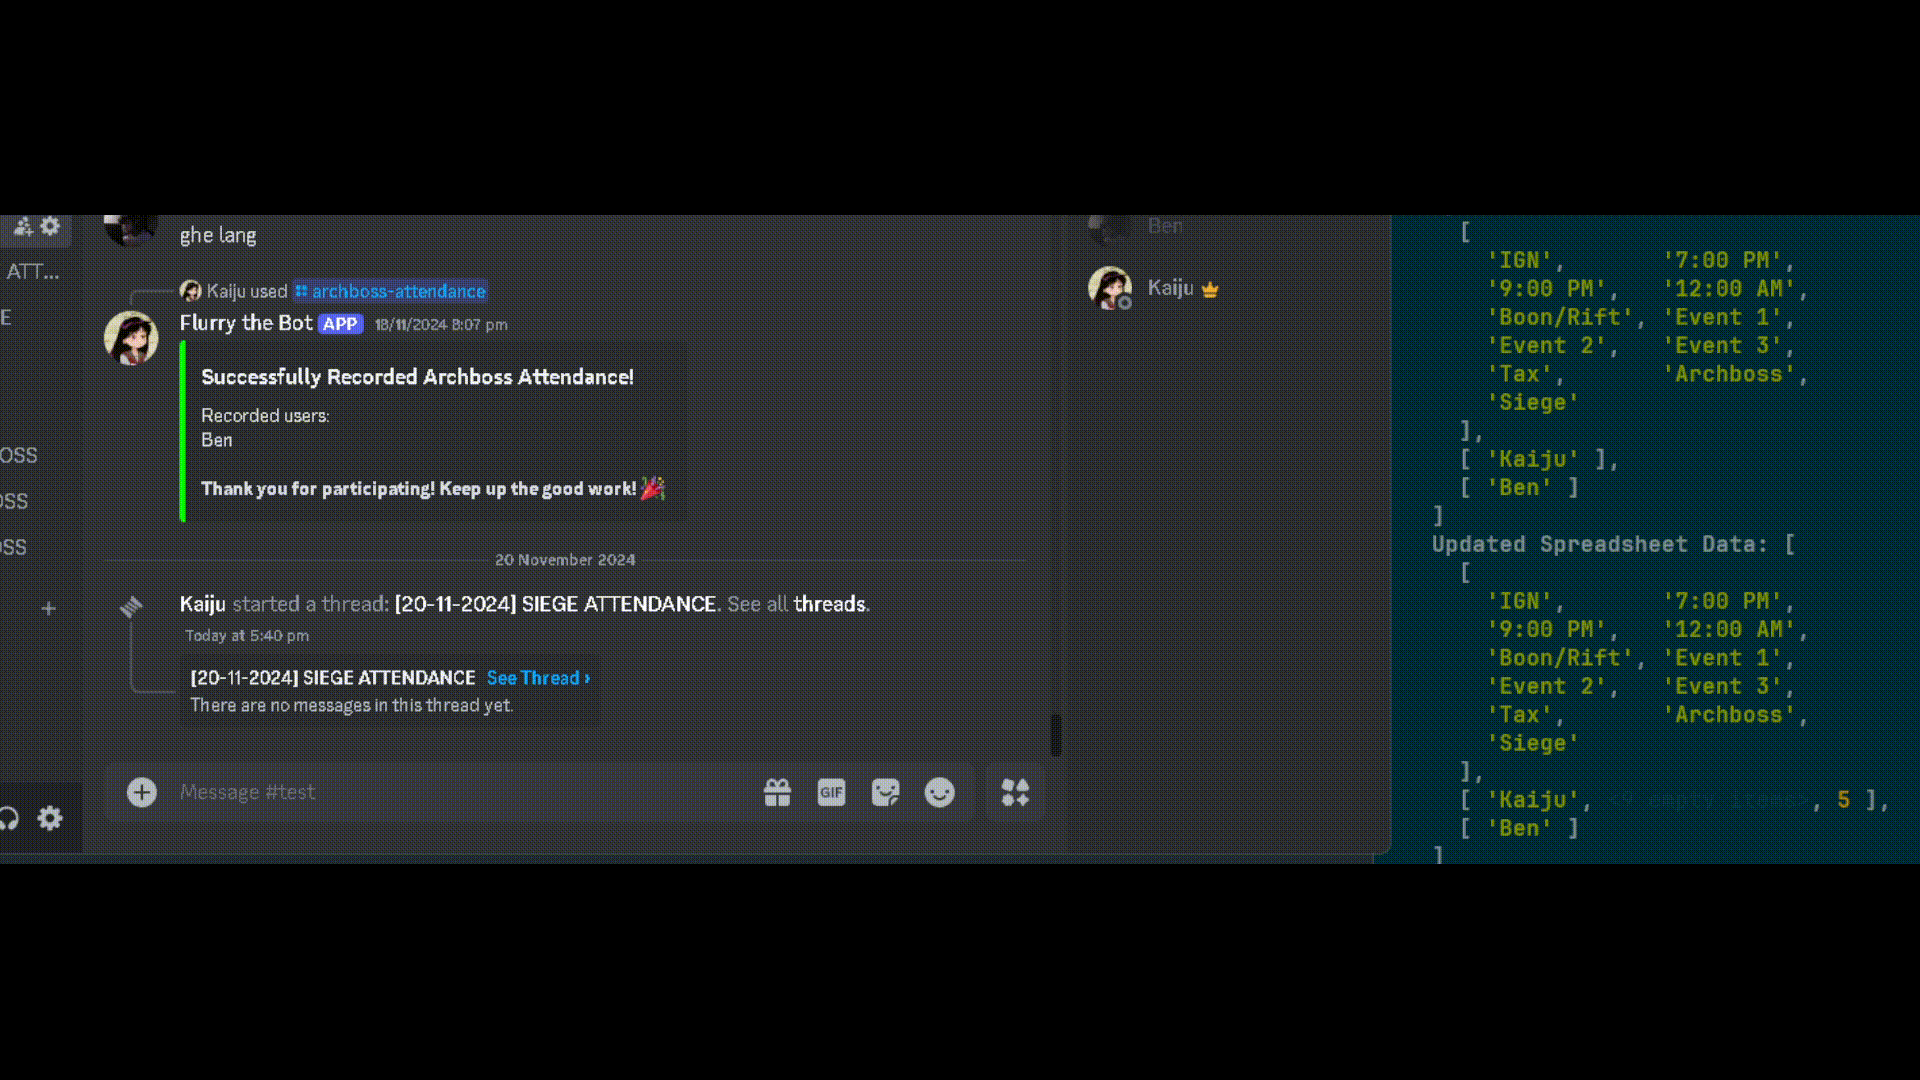 ATT...
E
OSS
OSS
OSS
ghe lang
Kaiju used archboss-attendance
Flurry the Bot APP 18/11/2024 8:07 pm
Successfully Recorded Archboss Attendance!
Recorded users:
Ben
Thank you for participating! Keep up the good work! 🎉
20 November 2024
Kaiju started a thread: [20-11-2024] SIEGE ATTENDANCE. See all threads.
Today at 5:40 pm
[20-11-2024] SIEGE ATTENDANCE See Thread ›
There are no messages in this thread yet.
Message #test
GIF
Ben
Kaiju
[
'IGN', '7:00 PM',
'9:00 PM', '12:00 AM',
'Boon/Rift', 'Event 1',
'Event 2', 'Event 3',
'Tax', 'Archboss',
'Siege'
],
[ 'Kaiju' ],
[ 'Ben' ]
]
Updated Spreadsheet Data: [
[
'IGN', '7:00 PM',
'9:00 PM', '12:00 AM',
'Boon/Rift', 'Event 1',
'Event 2', 'Event 3',
'Tax', 'Archboss',
'Siege'
],
[ 'Kaiju', <9 empty items>, 5 ],
[ 'Ben' ]
]